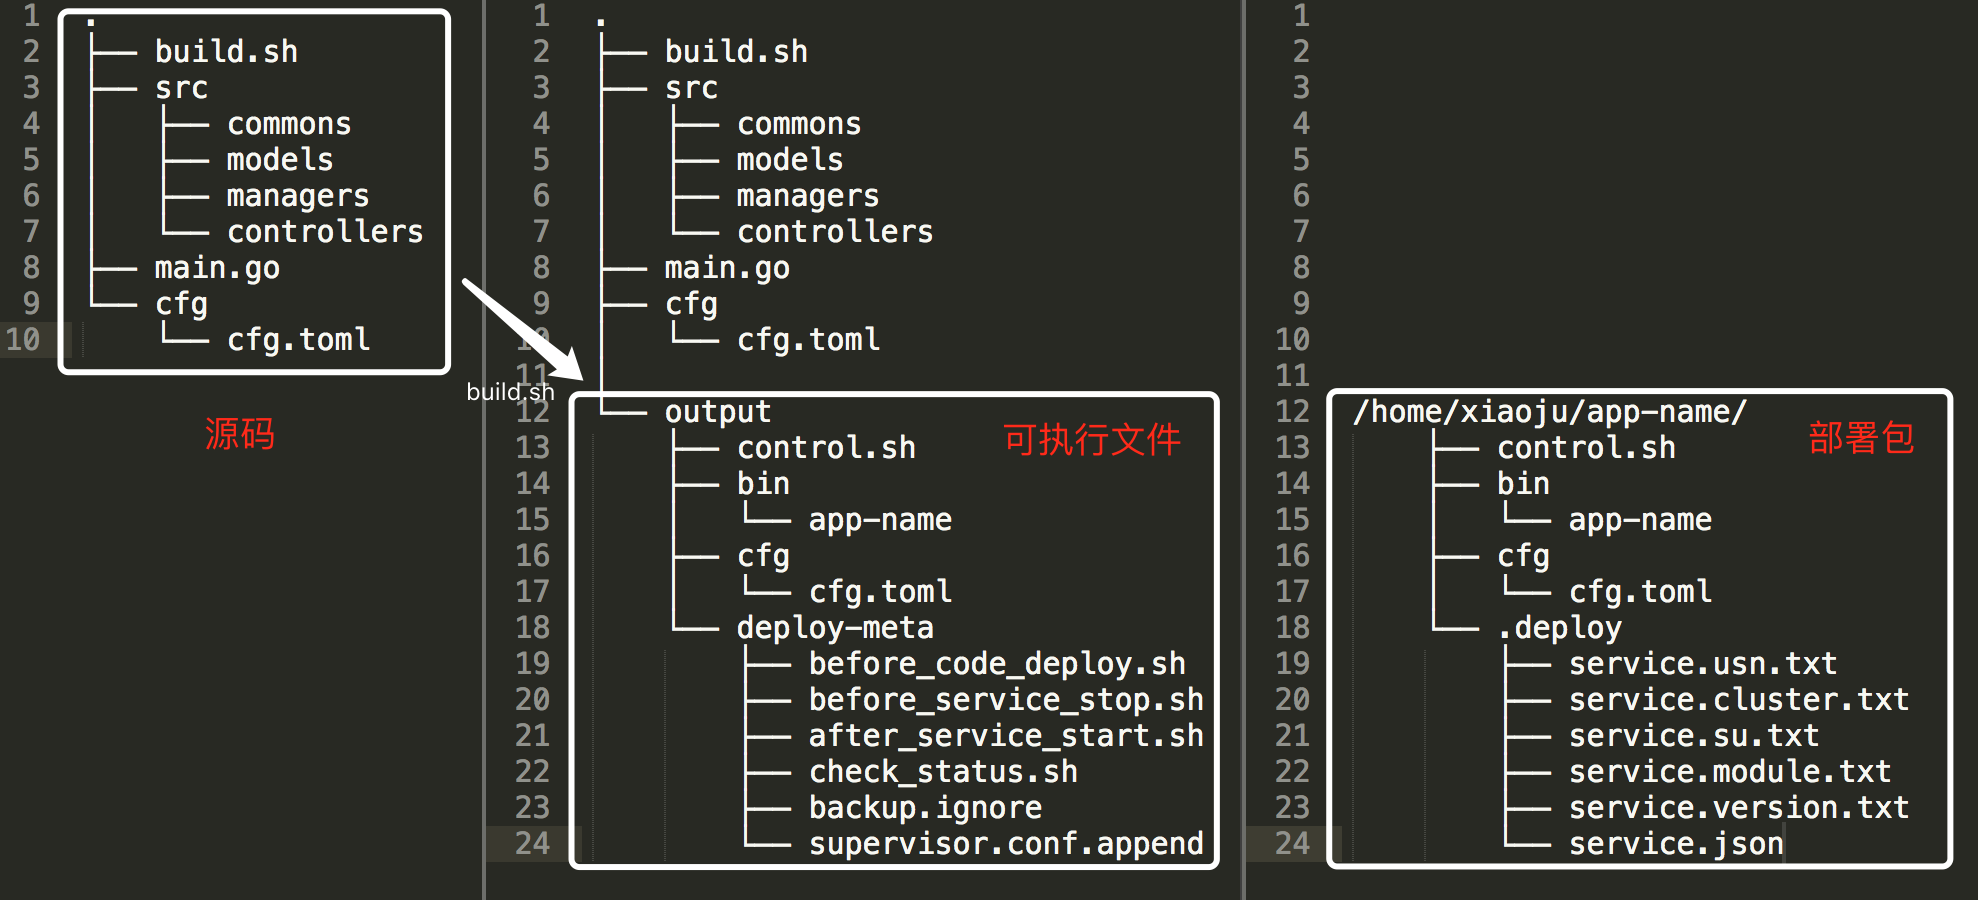 1 .
2 ├── build.sh
3 ├── src
4 │   ├── commons
5 │   ├── models
6 │   ├── managers
7 │   └── controllers
8 ├── main.go
9 └── cfg
10     └── cfg.toml
源码
build.sh
1 .
2 ├── build.sh
3 ├── src
4 │   ├── commons
5 │   ├── models
6 │   ├── managers
7 │   └── controllers
8 ├── main.go
9 ├── cfg
10 │   └── cfg.toml
11 │
12 └── output
可执行文件
13     ├── control.sh
14     ├── bin
15     │   └── app-name
16     ├── cfg
17     │   └── cfg.toml
18     └── deploy-meta
19         ├── before_code_deploy.sh
20         ├── before_service_stop.sh
21         ├── after_service_start.sh
22         ├── check_status.sh
23         ├── backup.ignore
24         └── supervisor.conf.append
1
2
3
4
5
6
7
8
9
10
11
12 /home/xiaoju/app-name/
部署包
13     ├── control.sh
14     ├── bin
15     │   └── app-name
16     ├── cfg
17     │   └── cfg.toml
18     └── .deploy
19         ├── service.usn.txt
20         ├── service.cluster.txt
21         ├── service.su.txt
22         ├── service.module.txt
23         ├── service.version.txt
24         └── service.json